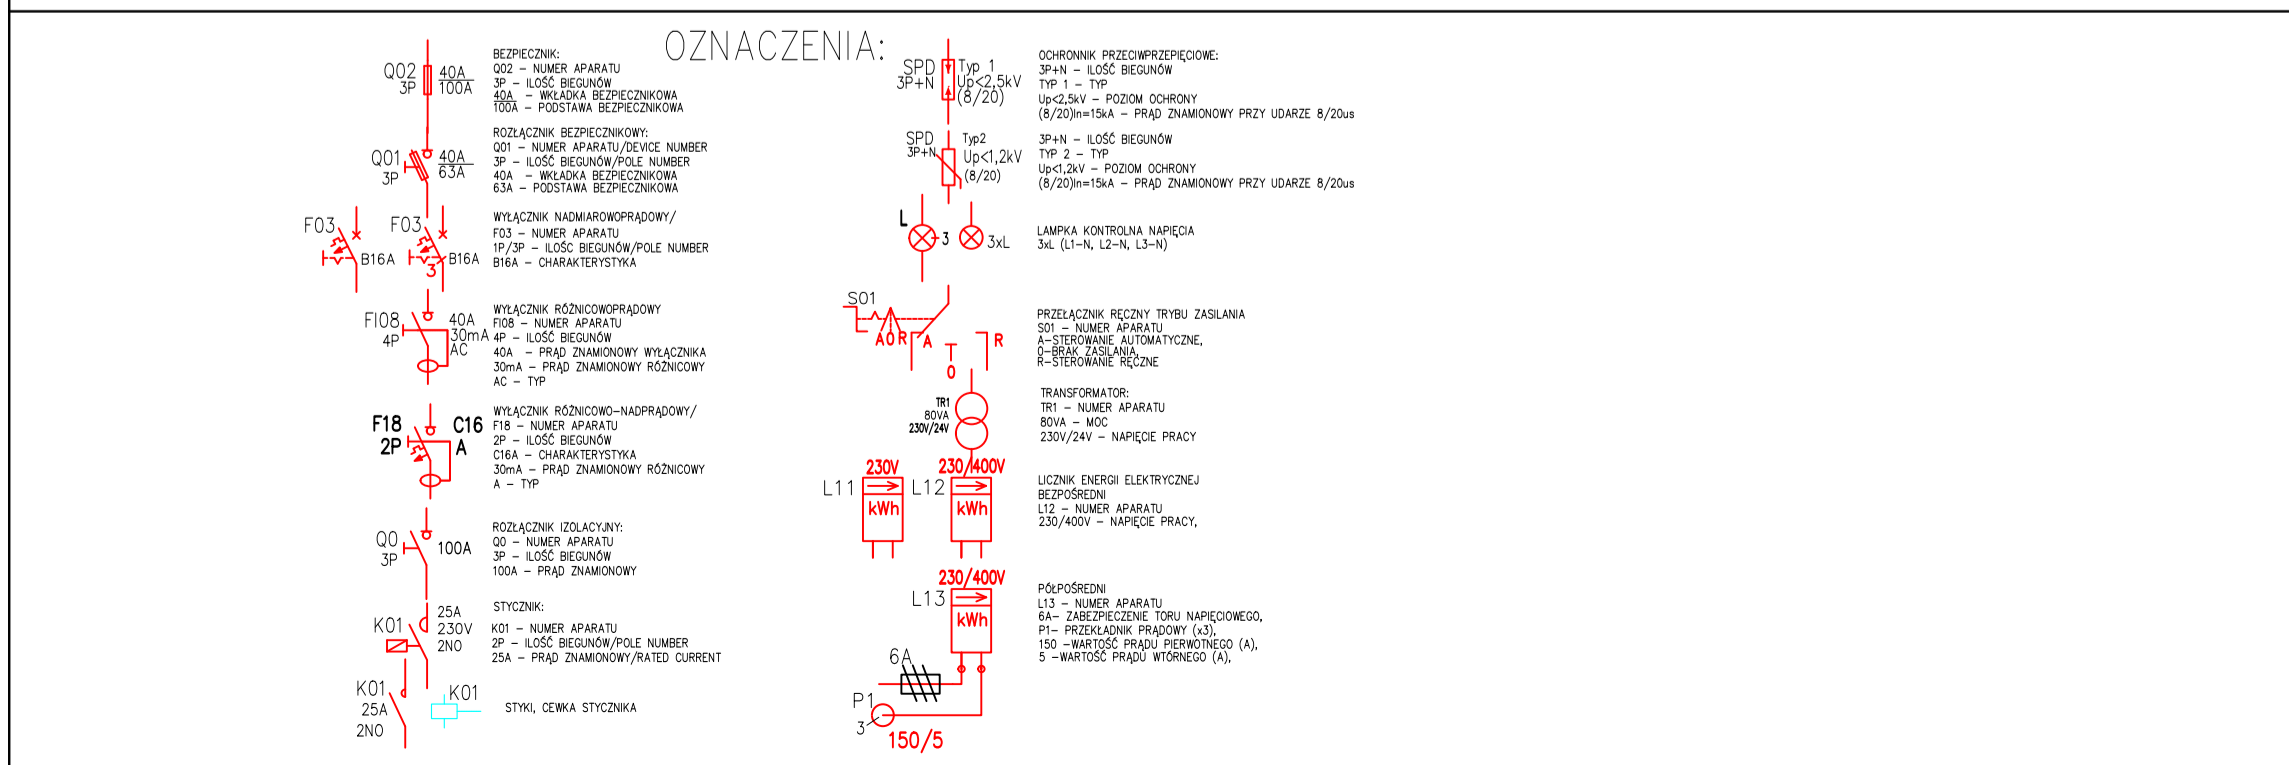 OZNACZENIA:
Q02
3P
40A
100A
BEZPIECZNIK:
Q02 – NUMER APARATU
3P – ILOŚĆ BIEGUNÓW
40A – WKŁADKA BEZPIECZNIKOWA
100A – PODSTAWA BEZPIECZNIKOWA
Q01
3P
40A
63A
ROZŁĄCZNIK BEZPIECZNIKOWY:
Q01 – NUMER APARATU/DEVICE NUMBER
3P – ILOŚĆ BIEGUNÓW/POLE NUMBER
40A – WKŁADKA BEZPIECZNIKOWA
63A – PODSTAWA BEZPIECZNIKOWA
F03
B16A
F03
B16A
3
WYŁĄCZNIK NADMIAROWOPRĄDOWY/
F03 – NUMER APARATU
1P/3P – ILOŚC BIEGUNÓW/POLE NUMBER
B16A – CHARAKTERYSTYKA
FI08
4P
40A
30mA
AC
WYŁĄCZNIK RÓŻNICOWOPRĄDOWY
FI08 – NUMER APARATU
4P – ILOŚĆ BIEGUNÓW
40A – PRĄD ZNAMIONOWY WYŁĄCZNIKA
30mA – PRĄD ZNAMIONOWY RÓŻNICOWY
AC – TYP
F18
2P
C16
A
WYŁĄCZNIK RÓŻNICOWO–NADPRĄDOWY/
F18 – NUMER APARATU
2P – ILOŚĆ BIEGUNÓW
C16A – CHARAKTERYSTYKA
30mA – PRĄD ZNAMIONOWY RÓŻNICOWY
A – TYP
Q0
3P
100A
ROZŁĄCZNIK IZOLACYJNY:
Q0 – NUMER APARATU
3P – ILOŚĆ BIEGUNÓW
100A – PRĄD ZNAMIONOWY
K01
25A
230V
2NO
STYCZNIK:
K01 – NUMER APARATU
2P – ILOŚĆ BIEGUNÓW/POLE NUMBER
25A – PRĄD ZNAMIONOWY/RATED CURRENT
K01
25A
2NO
K01
STYKI, CEWKA STYCZNIKA
SPD
3P+N
Typ 1
Up<2,5kV
(8/20)
OCHRONNIK PRZECIWPRZEPIĘCIOWE:
3P+N – ILOŚĆ BIEGUNÓW
TYP 1 – TYP
Up<2,5kV – POZIOM OCHRONY
(8/20)In=15kA – PRĄD ZNAMIONOWY PRZY UDARZE 8/20us
SPD
3P+N
Typ2
Up<1,2kV
(8/20)
3P+N – ILOŚĆ BIEGUNÓW
TYP 2 – TYP
Up<1,2kV – POZIOM OCHRONY
(8/20)In=15kA – PRĄD ZNAMIONOWY PRZY UDARZE 8/20us
L
3
3xL
LAMPKA KONTROLNA NAPIĘCIA
3xL (L1–N, L2–N, L3–N)
S01
A O R
A
0
R
PRZEŁĄCZNIK RĘCZNY TRYBU ZASILANIA
S01 – NUMER APARATU
A–STEROWANIE AUTOMATYCZNE,
0–BRAK ZASILANIA,
R–STEROWANIE RĘCZNE
TR1
80VA
230V/24V
TRANSFORMATOR:
TR1 – NUMER APARATU
80VA – MOC
230V/24V – NAPIĘCIE PRACY
230V
L11
kWh
230/400V
L12
kWh
LICZNIK ENERGII ELEKTRYCZNEJ
BEZPOŚREDNI
L12 – NUMER APARATU
230/400V – NAPIĘCIE PRACY,
230/400V
L13
kWh
6A
P1
3
150/5
PÓŁPOŚREDNI
L13 – NUMER APARATU
6A– ZABEZPIECZENIE TORU NAPIĘCIOWEGO,
P1– PRZEKŁADNIK PRĄDOWY (x3),
150 –WARTOŚĆ PRĄDU PIERWOTNEGO (A),
5 –WARTOŚĆ PRĄDU WTÓRNEGO (A),